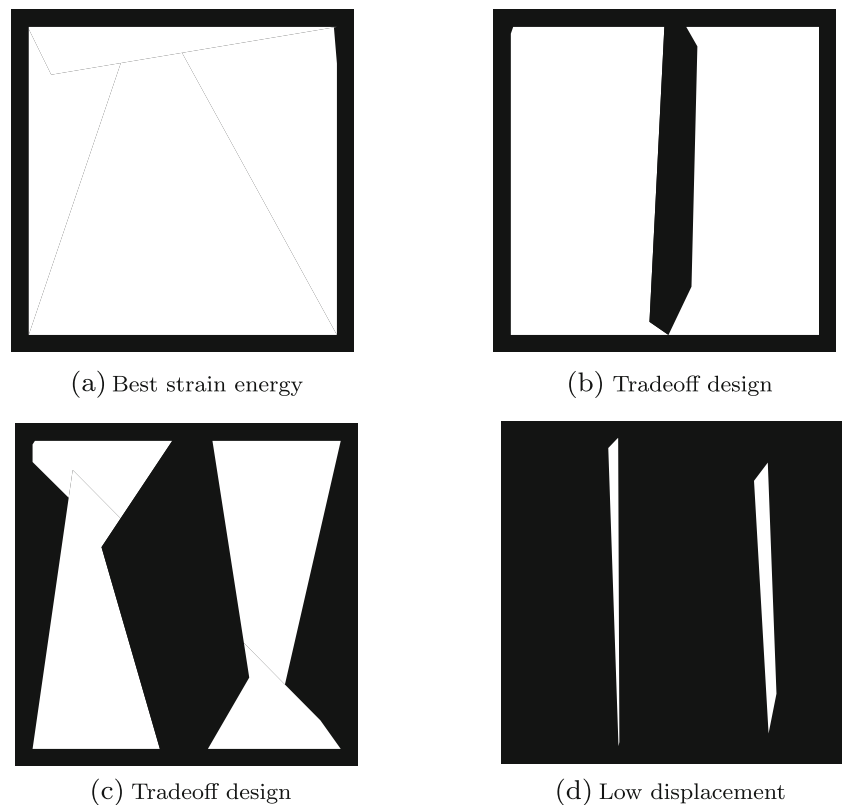 (a) Best strain energy
(b) Tradeoff design
(c) Tradeoff design
(d) Low displacement